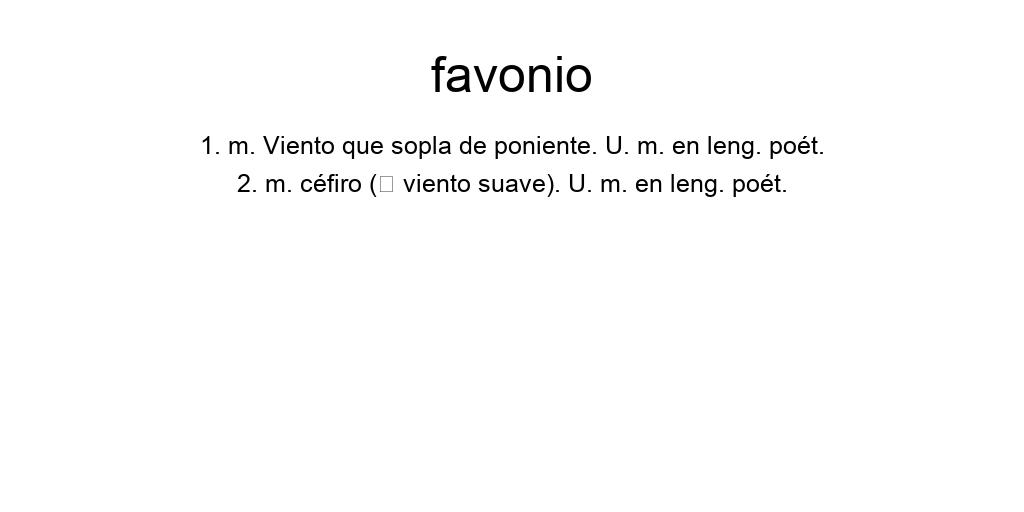 favonio
1. m. Viento que sopla de poniente. U. m. en leng. poét.
2. m. céfiro (□ viento suave). U. m. en leng. poét.